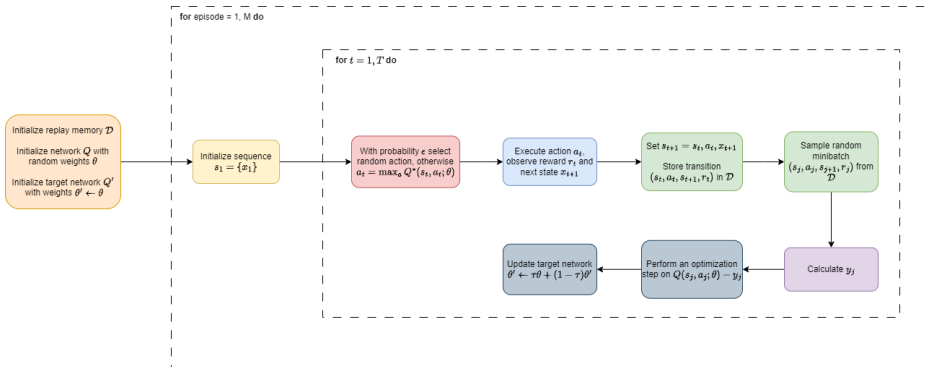 for episode = 1, M do
for t = 1, T do
Initialize replay memory 𝒟
Initialize network Q with
random weights θ
Initialize target network Q'
with weights θ' ← θ
Initialize sequence
s₁ = {x₁}
With probability ϵ select
random action, otherwise
aₜ = maxₐ Q*(sₜ, aₜ; θ)
Execute action aₜ,
observe reward rₜ and
next state xₜ₊₁
Set sₜ₊₁ = sₜ, aₜ, xₜ₊₁
Store transition
(sₜ, aₜ, sₜ₊₁, rₜ) in 𝒟
Sample random
minibatch
(sⱼ, aⱼ, sⱼ₊₁, rⱼ) from
𝒟
Calculate yⱼ
Perform an optimization
step on Q(sⱼ, aⱼ; θ) − yⱼ
Update target network
θ' ← τθ + (1 − τ)θ'